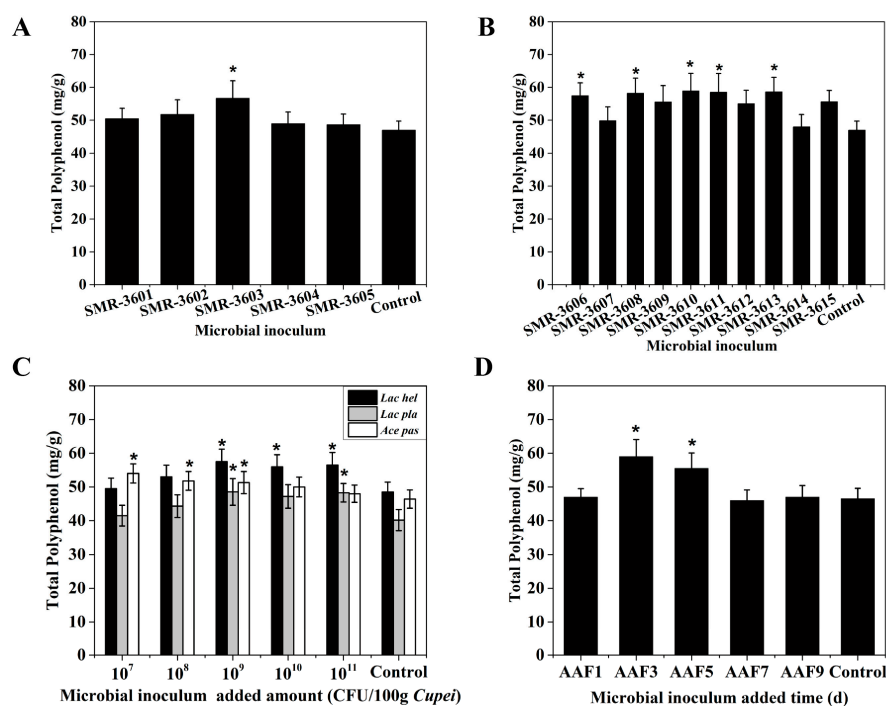 A
80
70
60
50
40
30
20
10
0
Total Polyphenol (mg/g)
*
SMR-3601
SMR-3602
SMR-3603
SMR-3604
SMR-3605
Control
Microbial inoculum
B
80
70
60
50
40
30
20
10
0
Total Polyphenol (mg/g)
*
*
*
*
*
SMR-3606
SMR-3607
SMR-3608
SMR-3609
SMR-3610
SMR-3611
SMR-3612
SMR-3613
SMR-3614
SMR-3615
Control
Microbial inoculum
C
80
70
60
50
40
30
20
10
0
Total Polyphenol (mg/g)
Lac hel
Lac pla
Ace pas
*
*
*
*
*
*
*
*
10⁷
10⁸
10⁹
10¹⁰
10¹¹
Control
Microbial inoculum added amount (CFU/100g Cupei)
D
80
70
60
50
40
30
20
10
0
Total Polyphenol (mg/g)
*
*
AAF1
AAF3
AAF5
AAF7
AAF9
Control
Microbial inoculum added time (d)